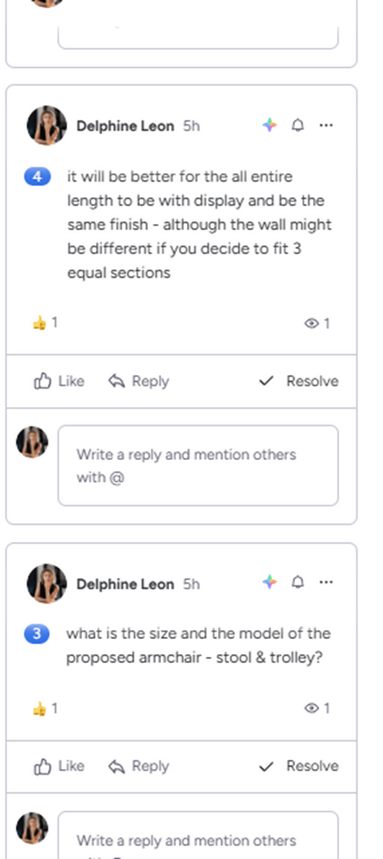 Delphine Leon 5h
4
it will be better for the all entire
length to be with display and be the
same finish - although the wall might
be different if you decide to fit 3
equal sections
1
1
Like Reply Resolve
Write a reply and mention others
with @
Delphine Leon 5h
3
what is the size and the model of the
proposed armchair - stool & trolley?
1
1
Like Reply Resolve
Write a reply and mention others